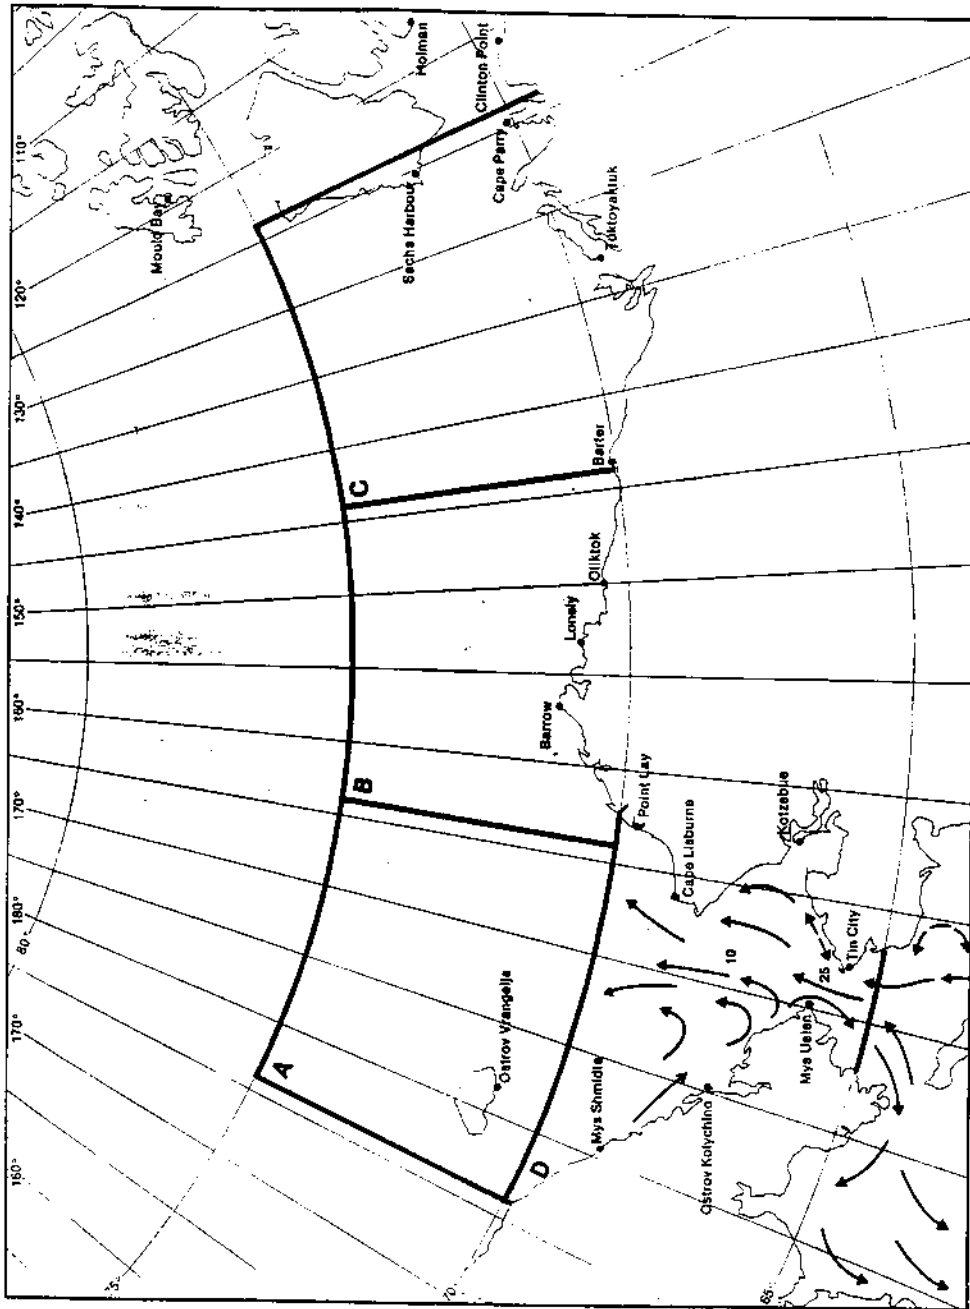 110°
120°
130°
140°
150°
160°
170°
180°
170°
160°
80°
75
70
65
Mould Bay
Holman
Clinton Point
Cape Parry
Sachs Harbour
Tuktoyaktuk
C
Barter
Oliktok
Lonely
Barrow
B
Point Lay
Cape Lisburne
Kotzebue
Tin City
10
25
A
Ostrov Vrangelja
D
Mys Shmidta
Mys Uelen
Ostrov Kolychino